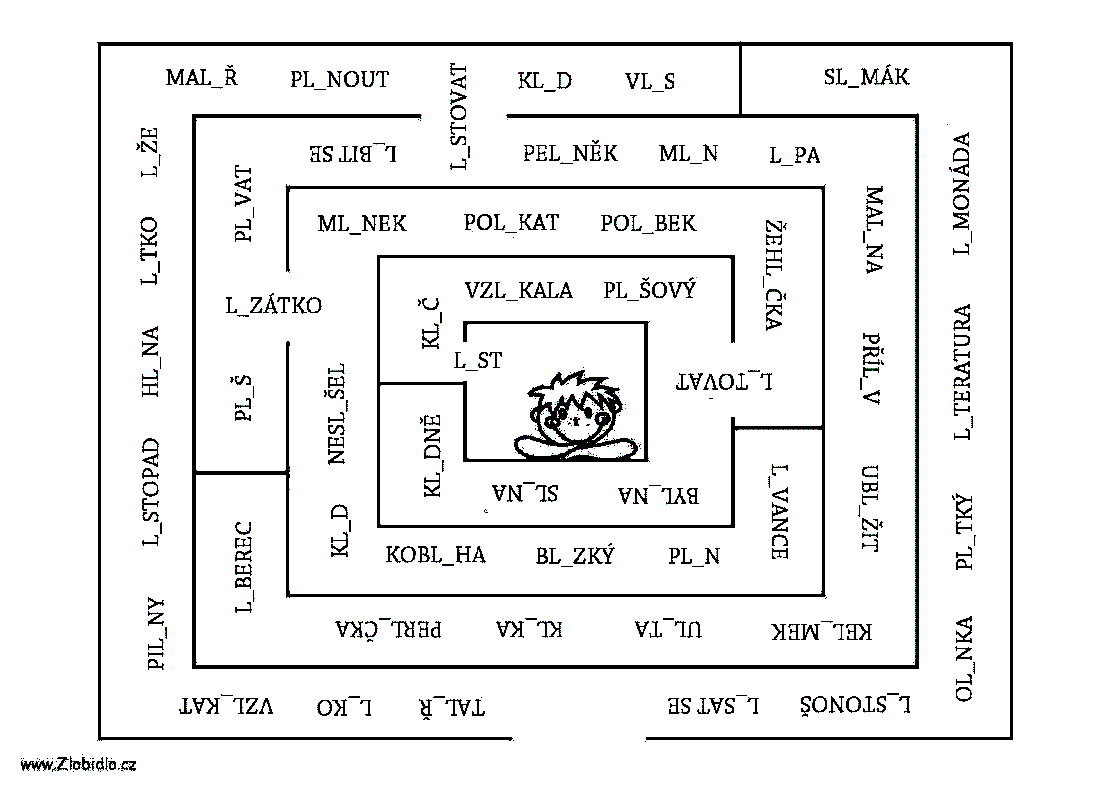 MAL_Ř
PL_NOUT
L_STOVAT
KL_D
VL_S
SL_MÁK
L_ŽE
L_BIT SE
PEL_NĚK
ML_N
L_PA
L_MONÁDA
PL_VAT
MAL_NA
L_TKO
ML_NEK
POL_KAT
POL_BEK
ŽEHL_ČKA
L_ZÁTKO
KL_Č
VZL_KALA
PL_ŠOVÝ
HL_NA
L_ST
L_TOVAT
PŘÍL_V
L_TERATURA
PL_Š
NESL_ŠEL
KL_DNĚ
L_STOPAD
SL_NA
BYL_NA
L_VANCE
UBL_ŽIT
PL_TKÝ
L_BEREC
KL_D
KOBL_HA
BL_ZKÝ
PL_N
PIL_NY
PERL_ČKA
KL_KA
UL_TA
KEL_MEK
OL_NKA
VZL_KAT
L_KO
TAL_Ř
L_SAT SE
L_STONOŠ
www.Zlobidlo.cz